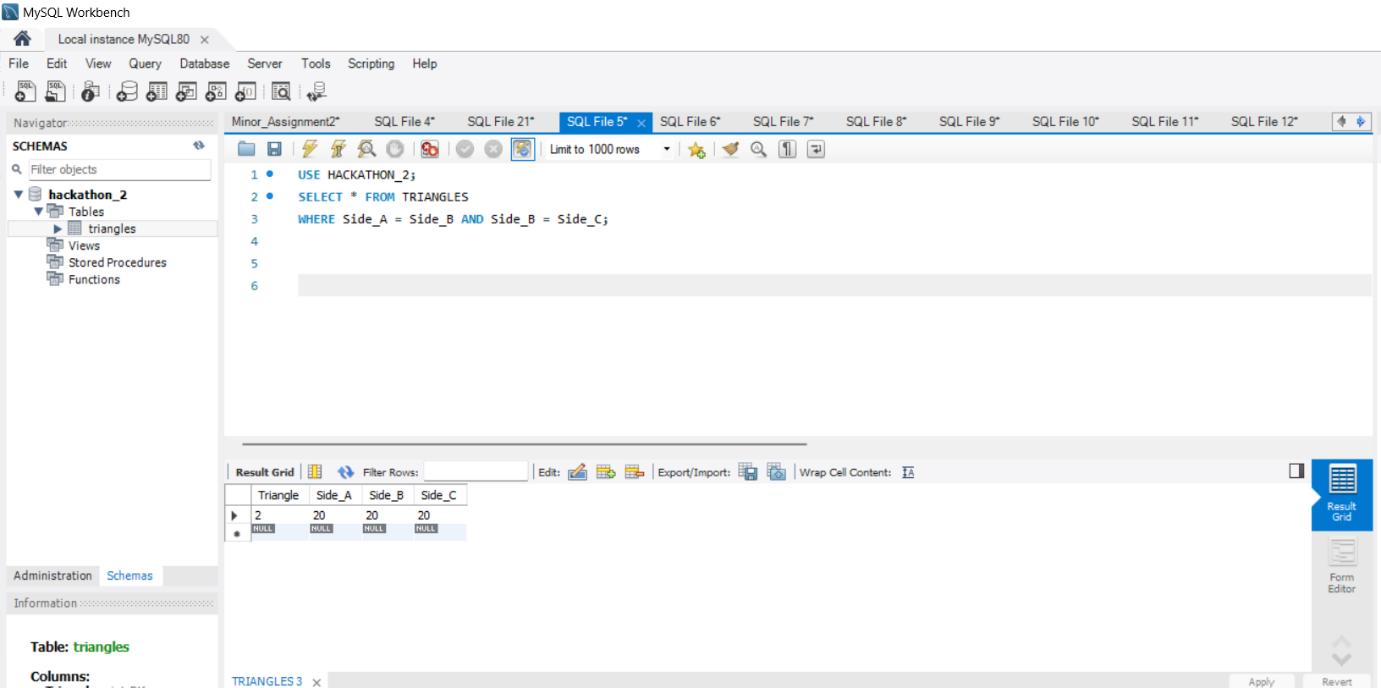 MySQL Workbench
Local instance MySQL80
File Edit View Query Database Server Tools Scripting Help
Navigator
SCHEMAS
Filter objects
hackathon_2
Tables
triangles
Views
Stored Procedures
Functions
Administration Schemas
Information
Table: triangles
Columns:
Minor_Assignment2* SQL File 4* SQL File 21* SQL File 5* SQL File 6* SQL File 7* SQL File 8* SQL File 9* SQL File 10* SQL File 11* SQL File 12*
Limit to 1000 rows
1 USE HACKATHON_2;
2 SELECT * FROM TRIANGLES
3 WHERE Side_A = Side_B AND Side_B = Side_C;
4
5
6
Result Grid Filter Rows: Edit: Export/Import: Wrap Cell Content:
Triangle Side_A Side_B Side_C
2 20 20 20
NULL NULL NULL NULL
Result
Grid
Form
Editor
TRIANGLES 3
Apply Revert